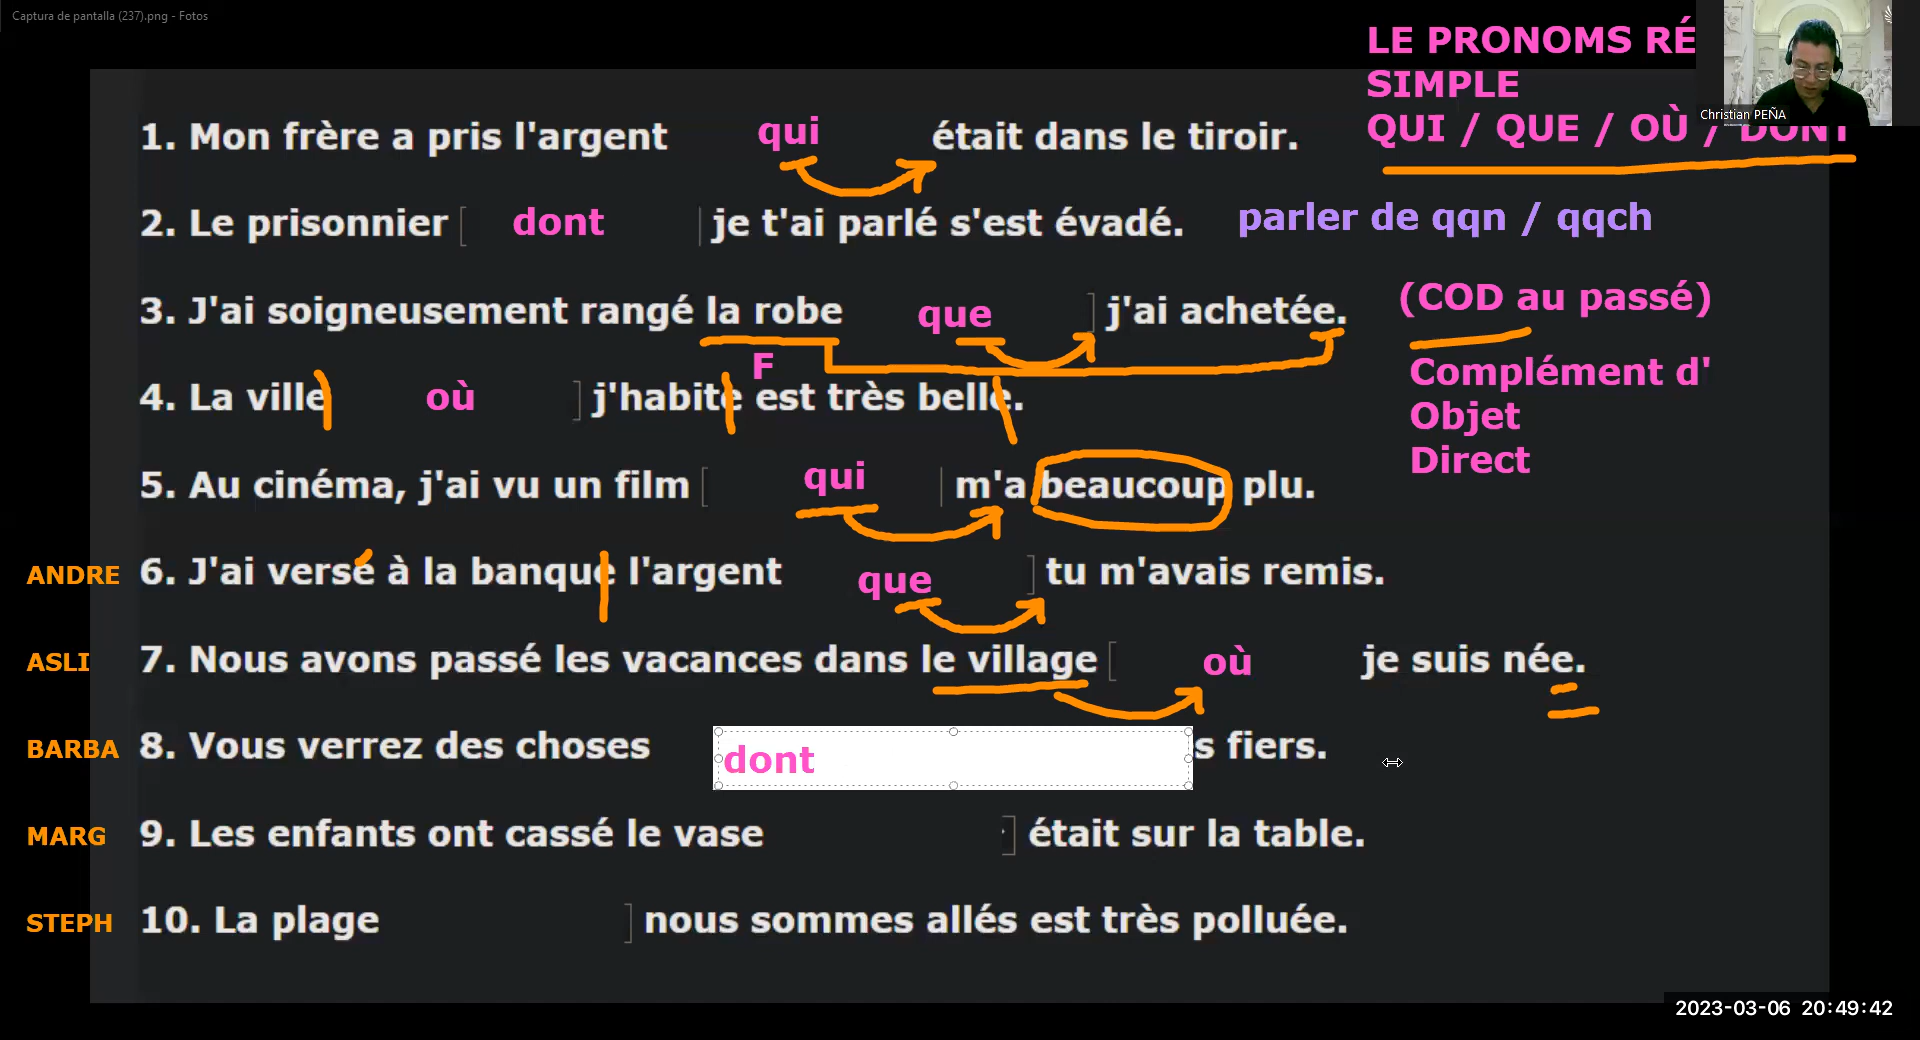 Captura de pantalla (237).png - Fotos
LE PRONOMS RÉ
SIMPLE
QUI / QUE / OÙ / DONT
Christian PEÑA
1. Mon frère a pris l'argent qui était dans le tiroir.
2. Le prisonnier [ dont ] je t'ai parlé s'est évadé. parler de qqn / qqch
3. J'ai soigneusement rangé la robe que ] j'ai achetée. (COD au passé)
F
Complément d'
4. La ville où ] j'habite est très belle.
Objet
Direct
5. Au cinéma, j'ai vu un film [ qui ] m'a beaucoup plu.
ANDRE 6. J'ai versé à la banque l'argent que ] tu m'avais remis.
ASLI 7. Nous avons passé les vacances dans le village [ où je suis née.
BARBA 8. Vous verrez des choses dont s fiers.
MARG 9. Les enfants ont cassé le vase ] était sur la table.
STEPH 10. La plage ] nous sommes allés est très polluée.
2023-03-06 20:49:42